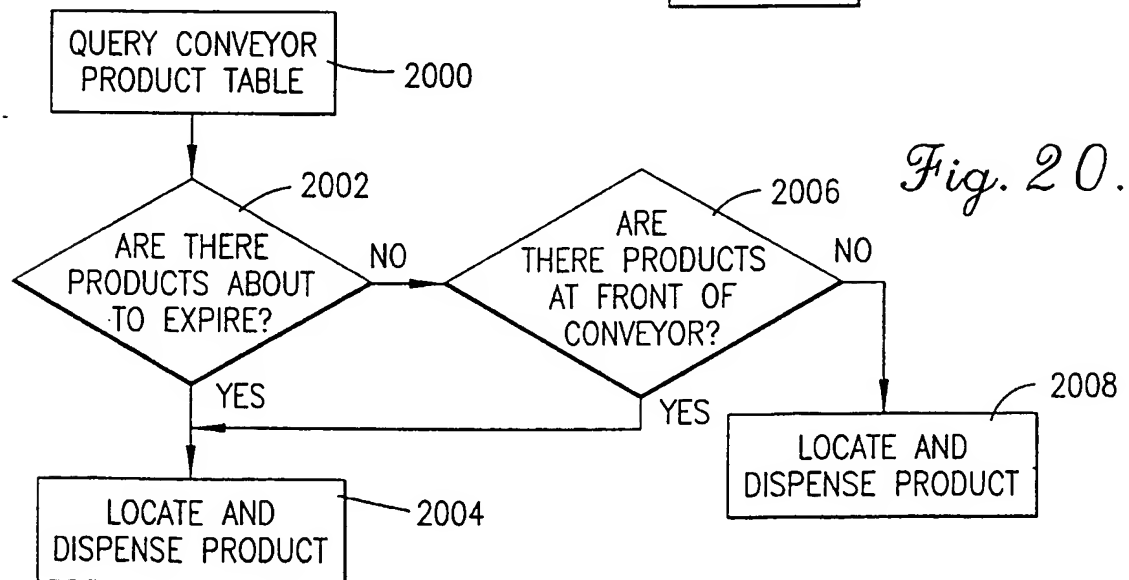 QUERY CONVEYOR
PRODUCT TABLE
2000
Fig. 20.
2002
ARE THERE
PRODUCTS ABOUT
TO EXPIRE?
NO
YES
2006
ARE
THERE PRODUCTS
AT FRONT OF
CONVEYOR?
NO
YES
2008
LOCATE AND
DISPENSE PRODUCT
LOCATE AND
DISPENSE PRODUCT
2004